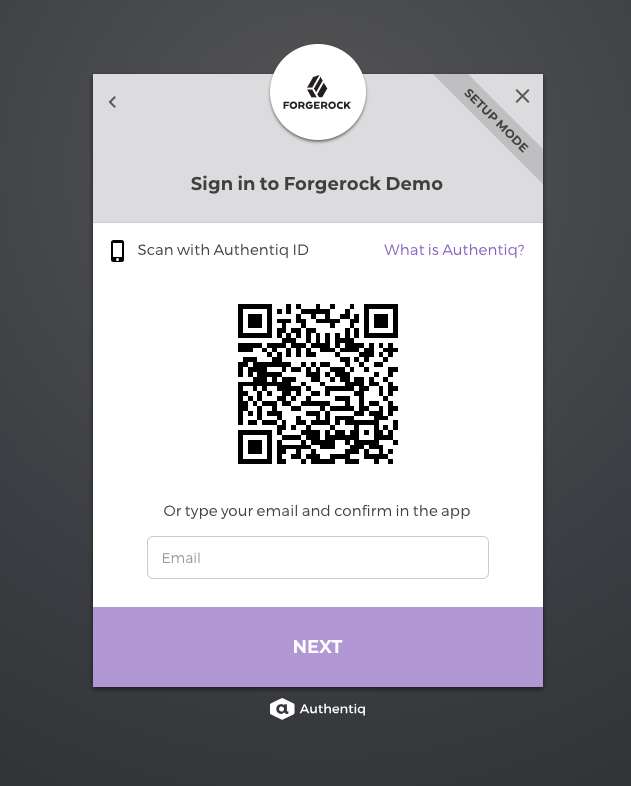 FORGEROCK
SETUP MODE
Sign in to Forgerock Demo
Scan with Authentiq ID
What is Authentiq?
Or type your email and confirm in the app
Email
NEXT
a Authentiq